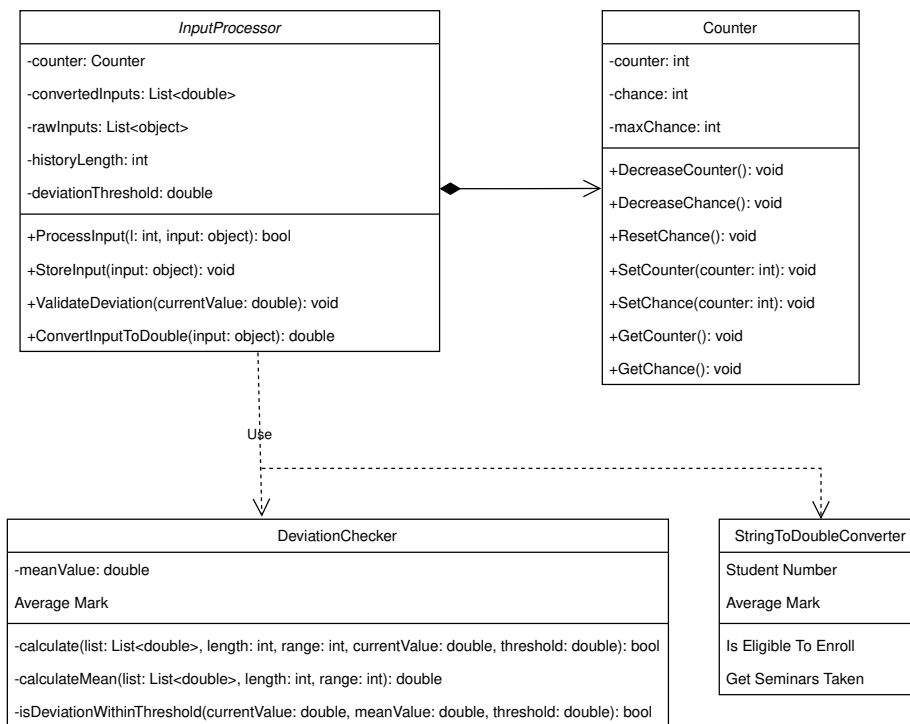 InputProcessor
-counter: Counter
-convertedInputs: List<double>
-rawInputs: List<object>
-historyLength: int
-deviationThreshold: double
+ProcessInput(l: int, input: object): bool
+StoreInput(input: object): void
+ValidateDeviation(currentValue: double): void
+ConvertInputToDouble(input: object): double
Counter
-counter: int
-chance: int
-maxChance: int
+DecreaseCounter(): void
+DecreaseChance(): void
+ResetChance(): void
+SetCounter(counter: int): void
+SetChance(counter: int): void
+GetCounter(): void
+GetChance(): void
Use
DeviationChecker
-meanValue: double
Average Mark
-calculate(list: List<double>, length: int, range: int, currentValue: double, threshold: double): bool
-calculateMean(list: List<double>, length: int, range: int): double
-isDeviationWithinThreshold(currentValue: double, meanValue: double, threshold: double): bool
StringToDoubleConverter
Student Number
Average Mark
Is Eligible To Enroll
Get Seminars Taken